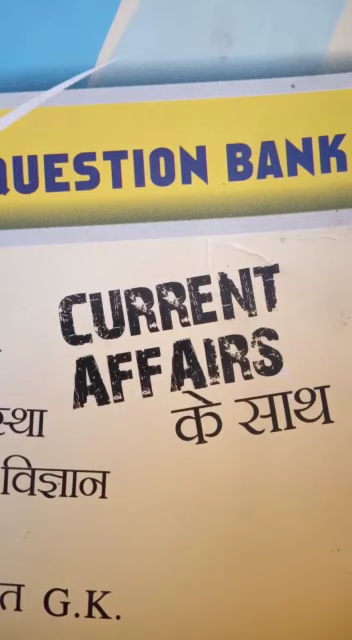 QUESTION BANK
CURRENT
AFFAIRS
के साथ
विज्ञान
G.K.